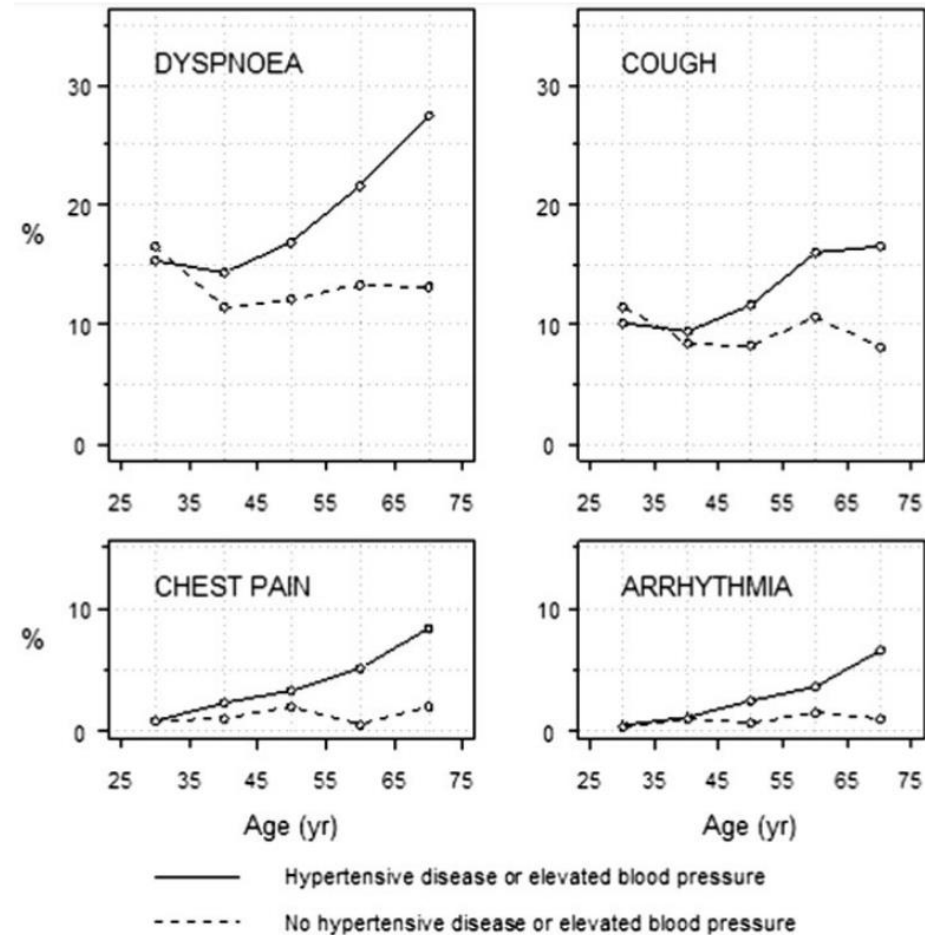 DYSPNOEA
COUGH
30
20
%
10
0
30
20
10
0
25 35 45 55 65 75
25 35 45 55 65 75
CHEST PAIN
ARRHYTHMIA
10
%
0
10
0
25 35 45 55 65 75
25 35 45 55 65 75
Age (yr)
Age (yr)
Hypertensive disease or elevated blood pressure
No hypertensive disease or elevated blood pressure